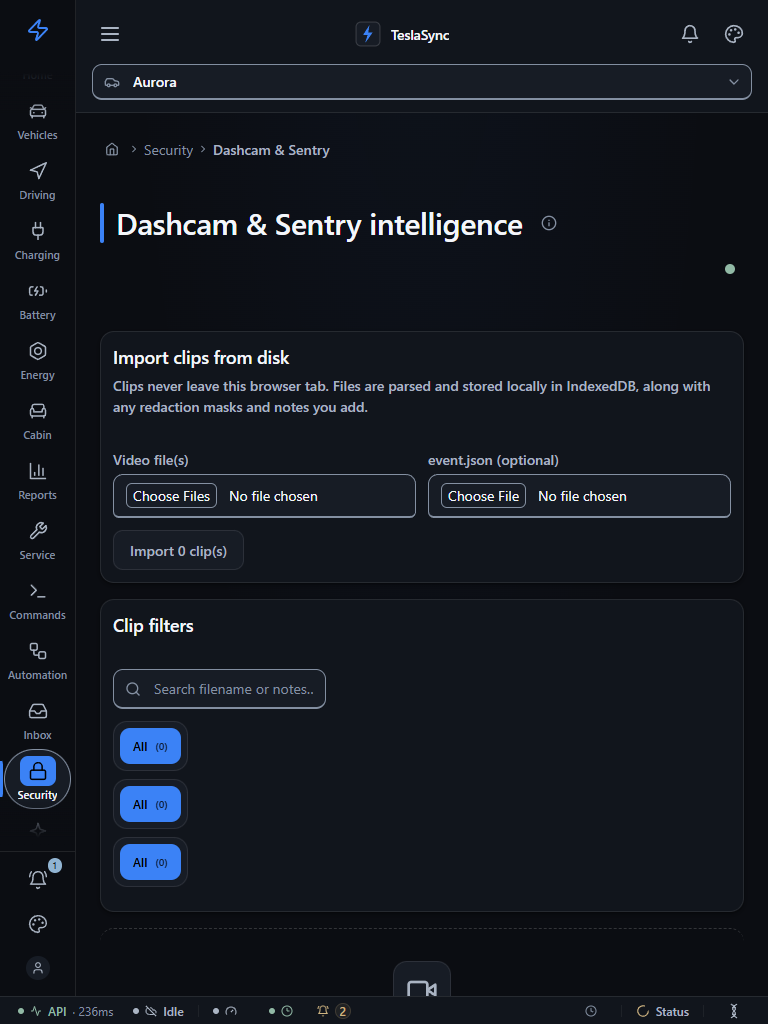 TeslaSync
Aurora
Home
Vehicles
Driving
Charging
Battery
Energy
Cabin
Reports
Service
Commands
Automation
Inbox
Security
1
Security
Dashcam & Sentry
Dashcam & Sentry intelligence
Import clips from disk
Clips never leave this browser tab. Files are parsed and stored locally in IndexedDB, along with
any redaction masks and notes you add.
Video file(s)
Choose Files No file chosen
event.json (optional)
Choose File No file chosen
Import 0 clip(s)
Clip filters
Search filename or notes..
All (0)
All (0)
All (0)
API · 236ms
Idle
2
Status